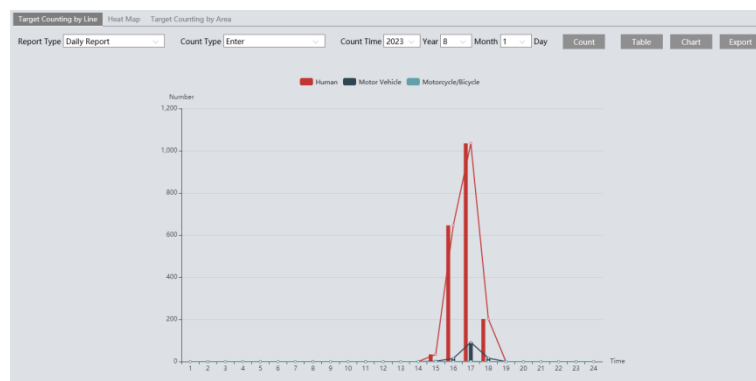 Target Counting by Line Heat Map Target Counting by Area
Report Type Daily Report Count Type Enter Count Time 2023 Year 8 Month 1 Day Count Table Chart Export
Human Motor Vehicle Motorcycle/Bicycle
Number
1,200
1,000
800
600
400
200
0
1 2 3 4 5 6 7 8 9 10 11 12 13 14 15 16 17 18 19 20 21 22 23 24
Time